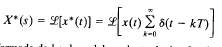 X*(s) = ℒ[x*(t)] = ℒ[x(t) ∞∑k=0 δ(t − kT)]